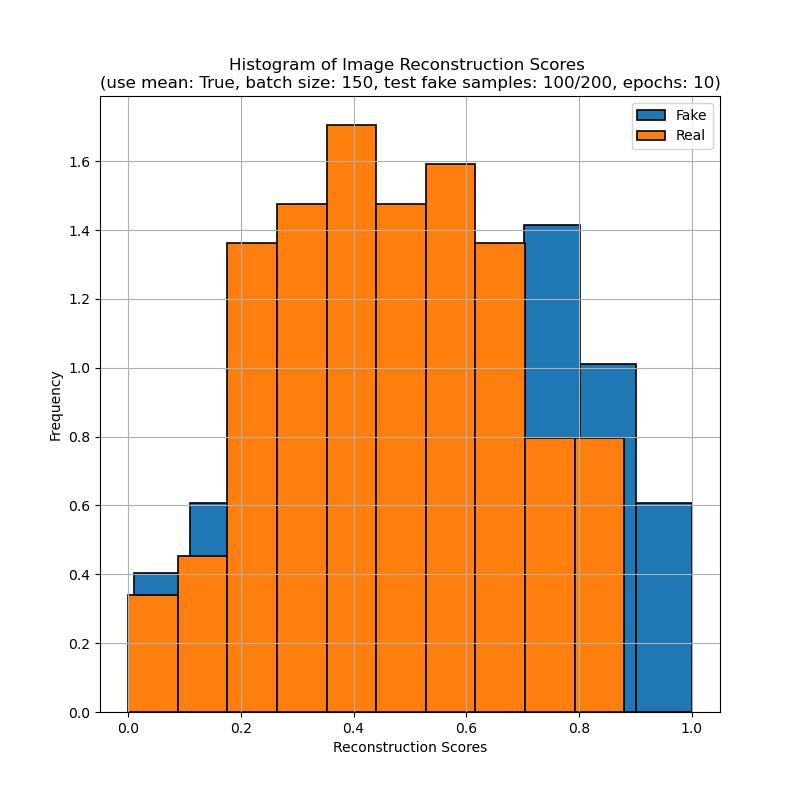 Histogram of Image Reconstruction Scores
(use mean: True, batch size: 150, test fake samples: 100/200, epochs: 10)
Fake
Real
1.6
1.4
1.2
1.0
0.8
0.6
0.4
0.2
0.0
Frequency
0.0 0.2 0.4 0.6 0.8 1.0
Reconstruction Scores